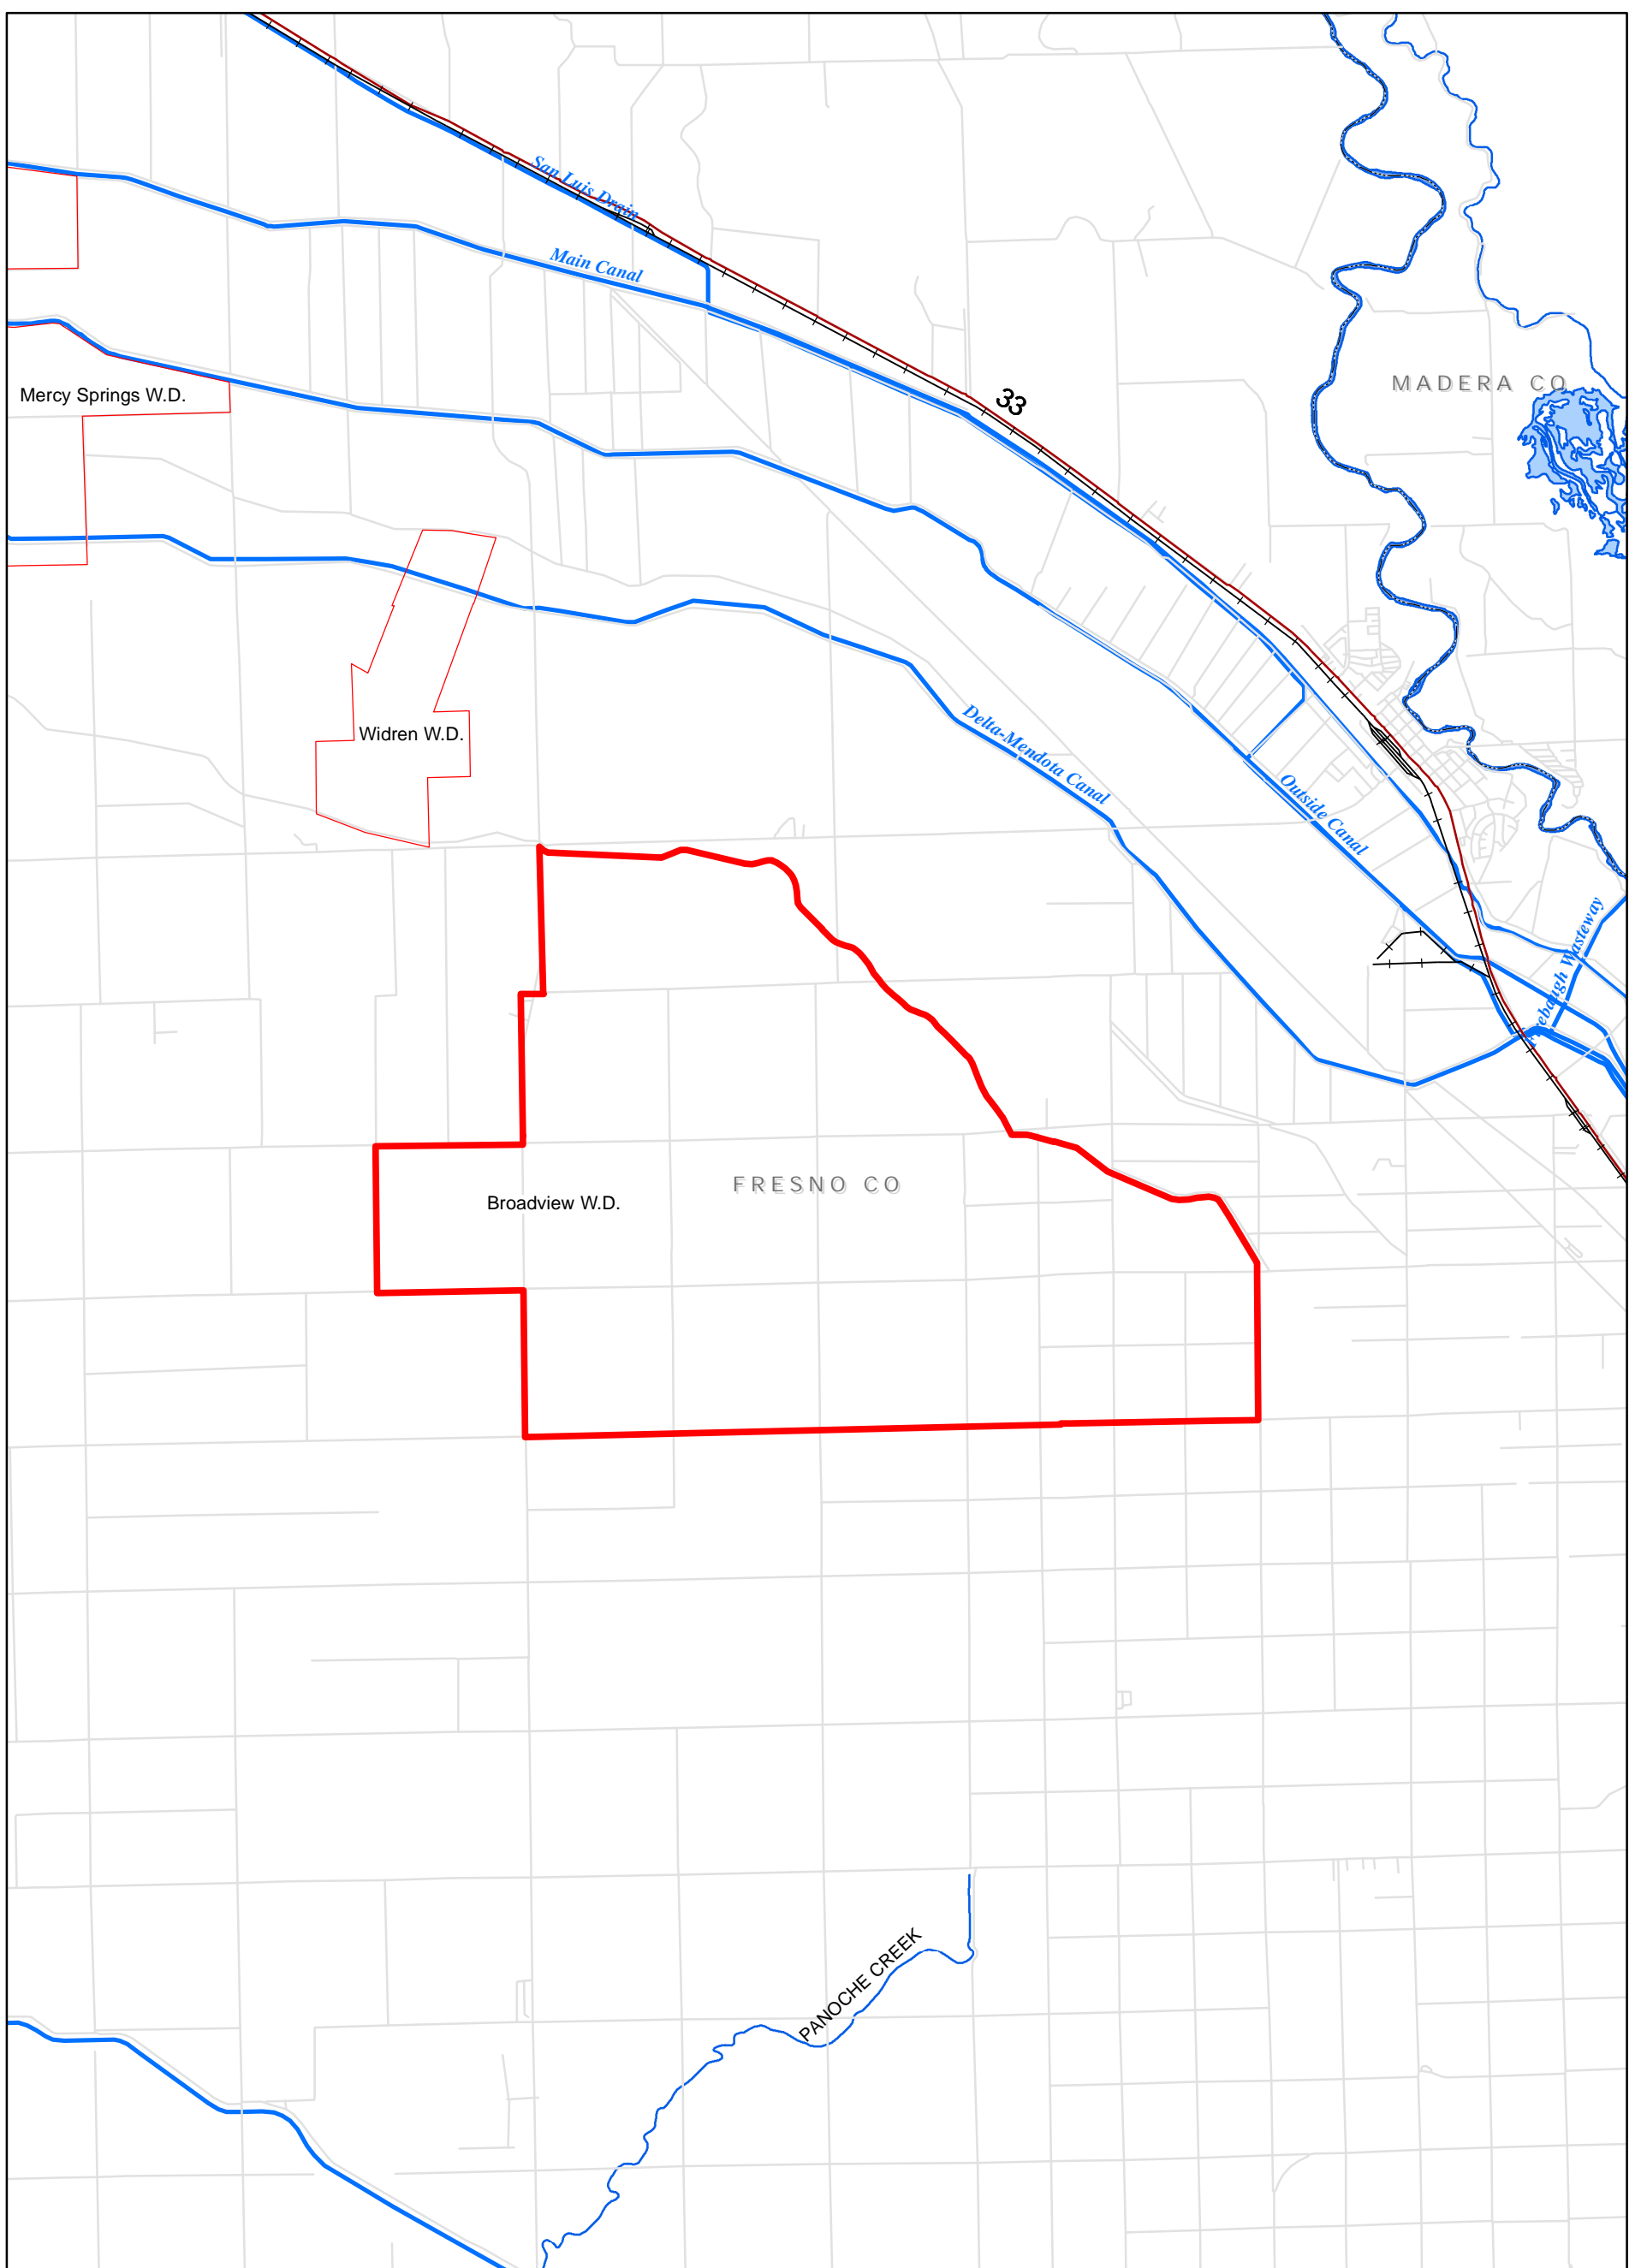 San Luis Drain
Main Canal
33
MADERA CO
Mercy Springs W.D.
Widren W.D.
Delta-Mendota Canal
Outside Canal
Wasteway
FRESNO CO
Broadview W.D.
PANOCHE CREEK